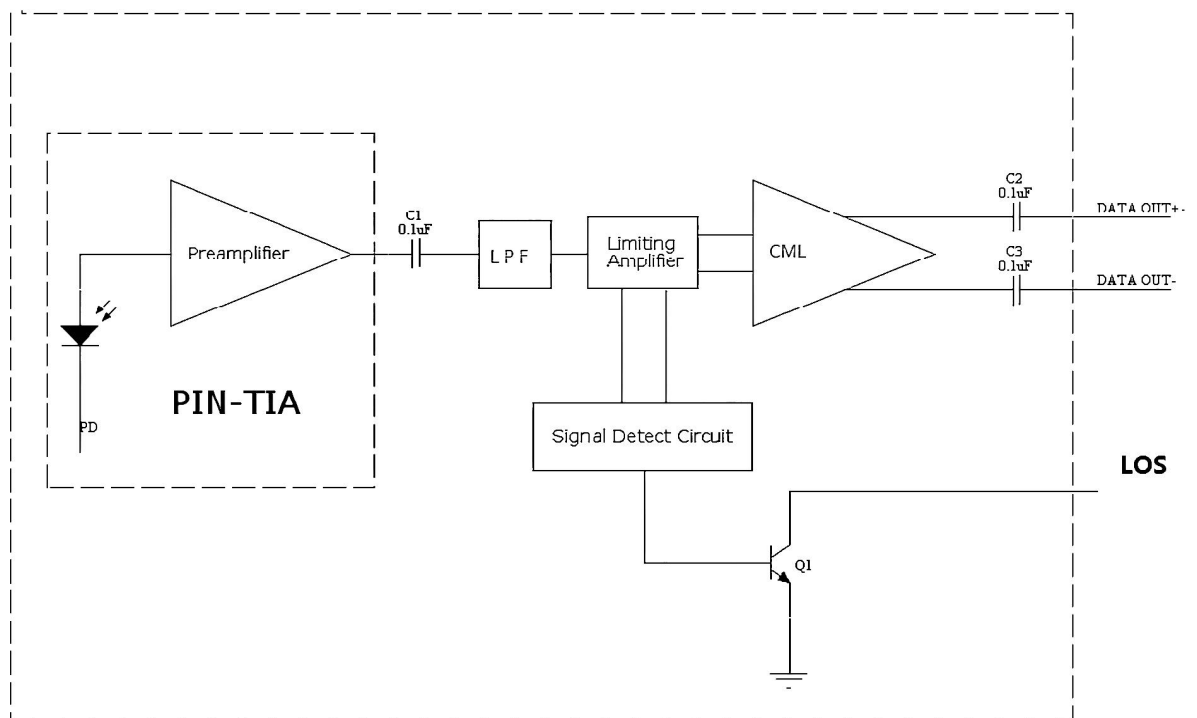 C2
0.1uF
DATA OUT+-
C1
0.1uF
Preamplifier
L P F
Limiting
Amplifier
CML
C3
0.1uF
DATA OUT-
PIN-TIA
PD
Signal Detect Circuit
LOS
Q1